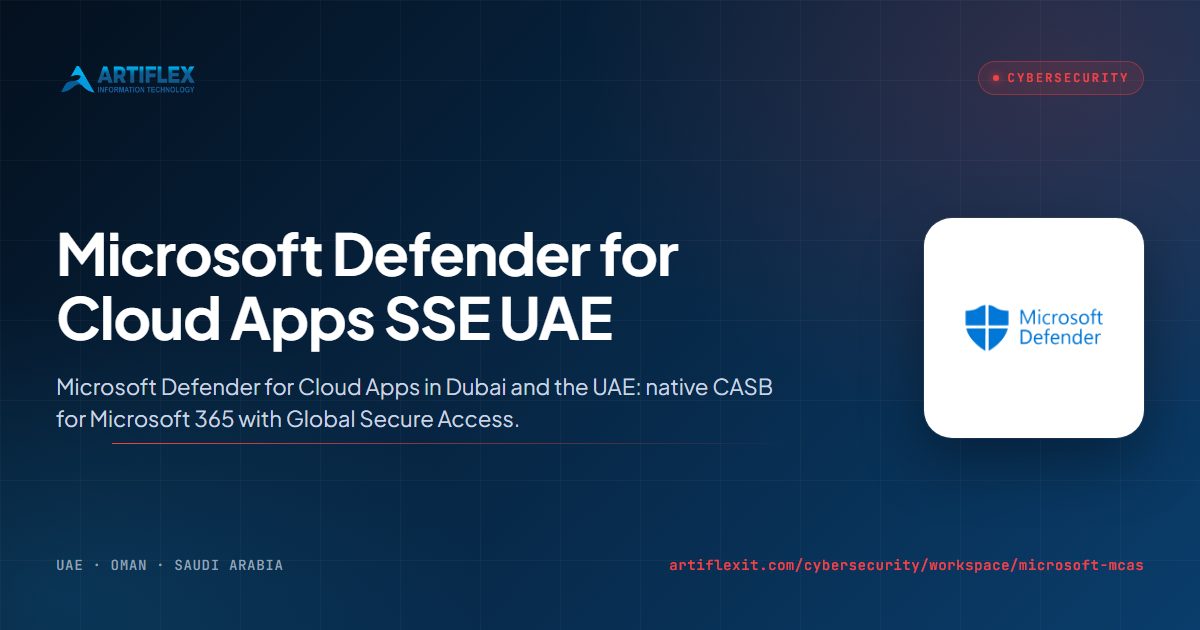 ARTIFLEX
INFORMATION TECHNOLOGY
CYBERSECURITY
Microsoft Defender for
Cloud Apps SSE UAE
Microsoft Defender for Cloud Apps in Dubai and the UAE: native CASB
for Microsoft 365 with Global Secure Access.
Microsoft
Defender
UAE · OMAN · SAUDI ARABIA
artiflexit.com/cybersecurity/workspace/microsoft-mcas